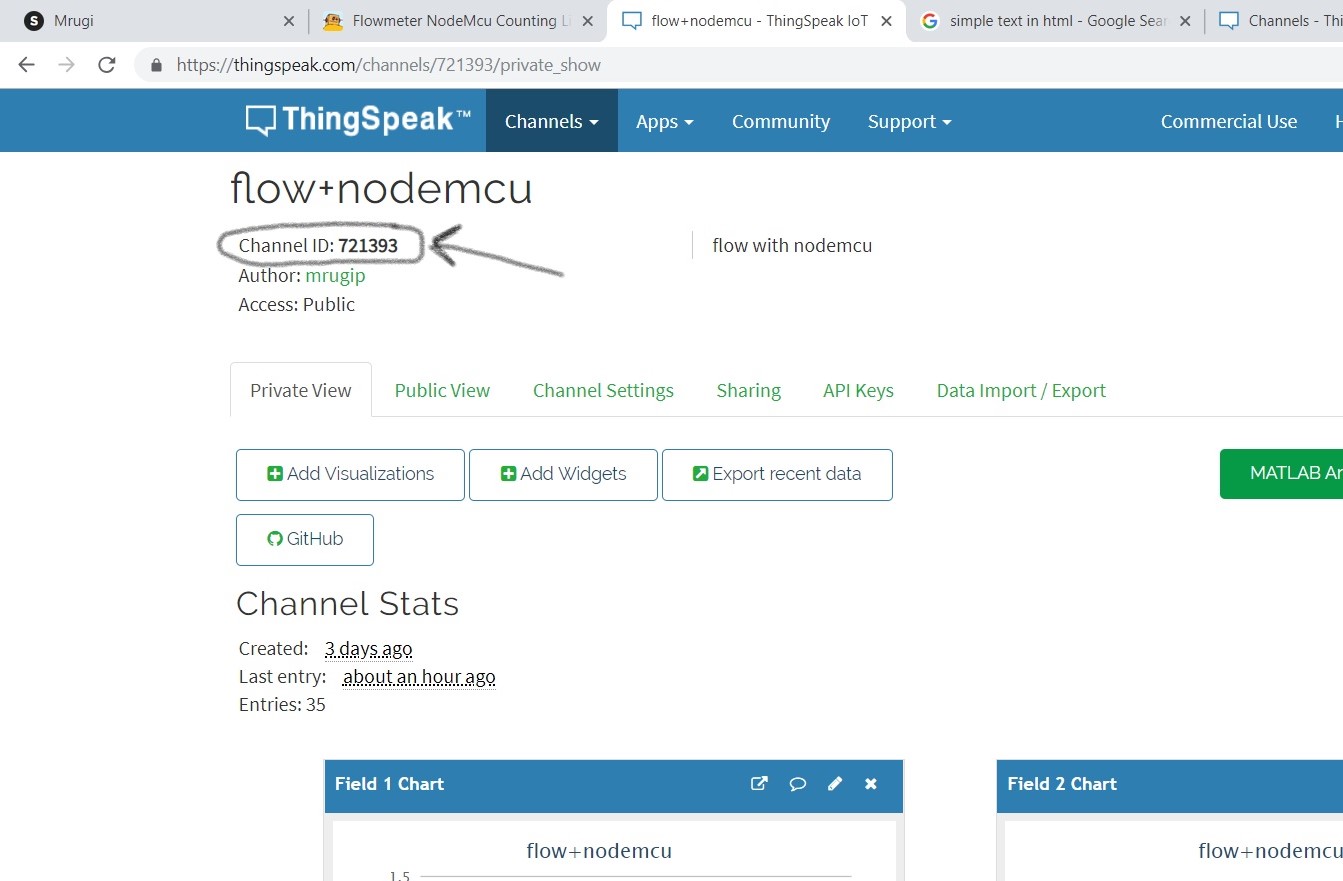 S Mrugi
Flowmeter NodeMcu Counting Li
flow+nodemcu - ThingSpeak IoT
simple text in html - Google Sear
Channels - Thi
https://thingspeak.com/channels/721393/private_show
ThingSpeak™
Channels
Apps
Community
Support
Commercial Use
H
flow+nodemcu
Channel ID: 721393
flow with nodemcu
Author: mrugip
Access: Public
Private View
Public View
Channel Settings
Sharing
API Keys
Data Import / Export
Add Visualizations
Add Widgets
Export recent data
MATLAB An
GitHub
Channel Stats
Created: 3 days ago
Last entry: about an hour ago
Entries: 35
Field 1 Chart
Field 2 Chart
flow+nodemcu
flow+nodemcu
1.5